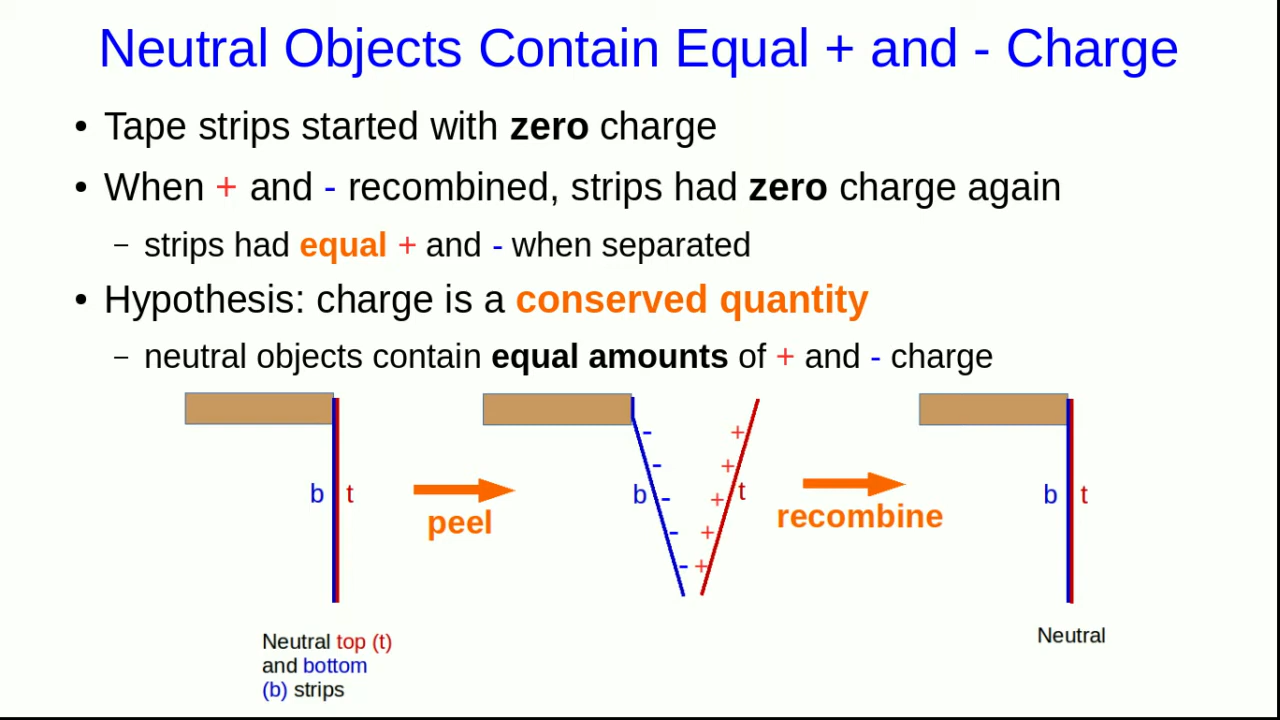 Neutral Objects Contain Equal + and - Charge
• Tape strips started with zero charge
• When + and - recombined, strips had zero charge again
– strips had equal + and - when separated
• Hypothesis: charge is a conserved quantity
– neutral objects contain equal amounts of + and - charge
b t
peel
- - - - -
b
+ + + + +
t
recombine
b t
Neutral top (t)
and bottom
(b) strips
Neutral